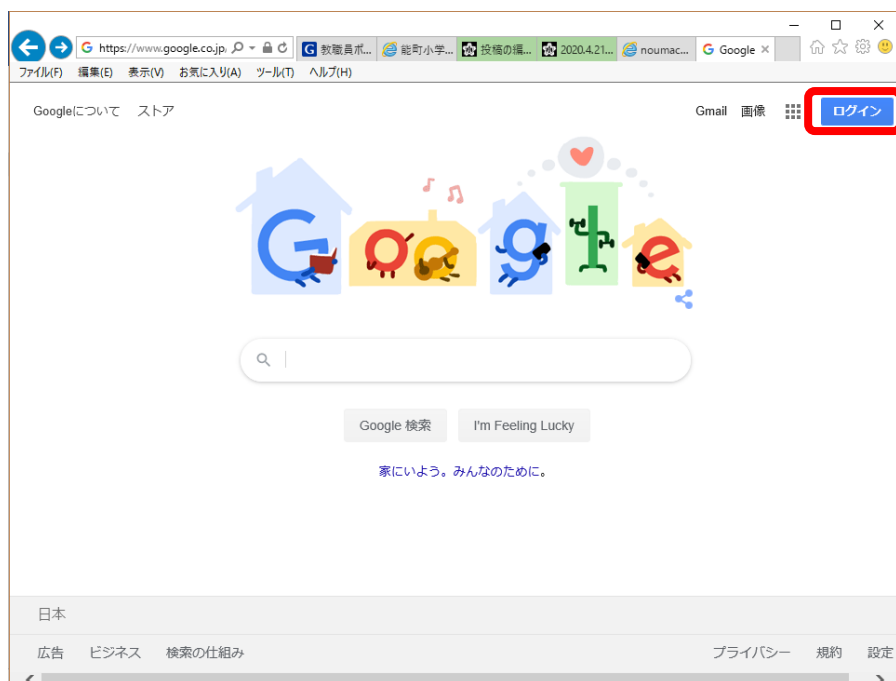 https://www.google.co.jp
教職員ポ...
能町小学...
投稿の編...
2020.4.21...
noumac...
Google
ファイル(F) 編集(E) 表示(V) お気に入り(A) ツール(T) ヘルプ(H)
Googleについて ストア Gmail 画像 ログイン
Google
Google 検索 I'm Feeling Lucky
家にいよう。みんなのために。
日本
広告 ビジネス 検索の仕組み プライバシー 規約 設定